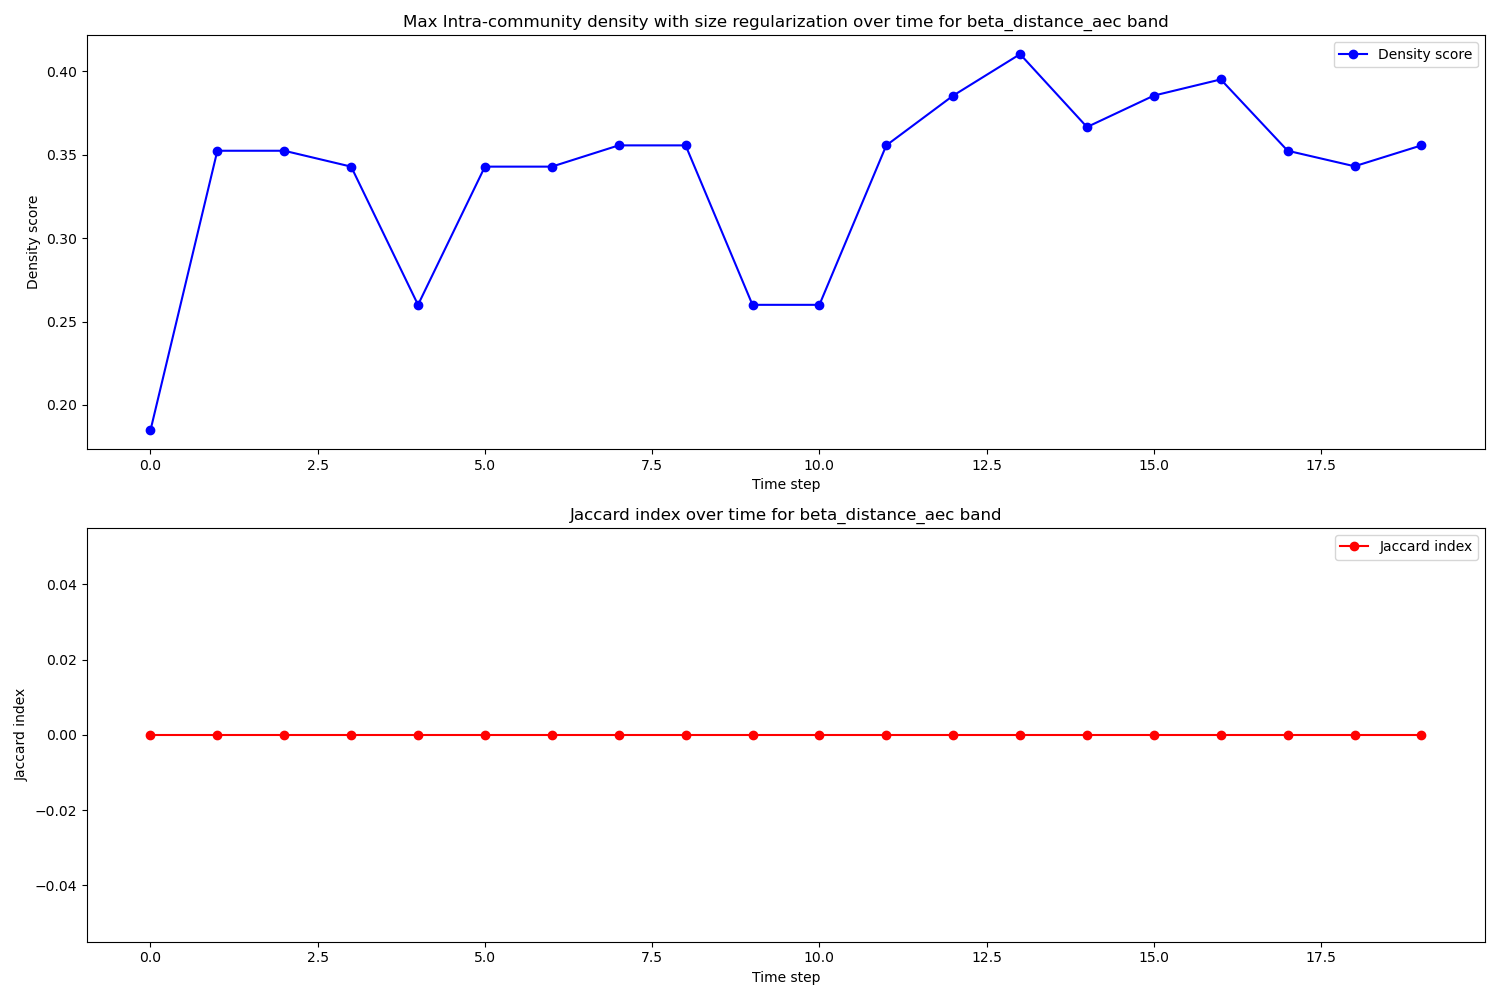 Max Intra-community density with size regularization over time for beta_distance_aec band
Density score
0.40
0.35
0.30
0.25
0.20
Density score
0.0 2.5 5.0 7.5 10.0 12.5 15.0 17.5
Time step
Jaccard index over time for beta_distance_aec band
Jaccard index
0.04
0.02
0.00
−0.02
−0.04
Jaccard index
0.0 2.5 5.0 7.5 10.0 12.5 15.0 17.5
Time step